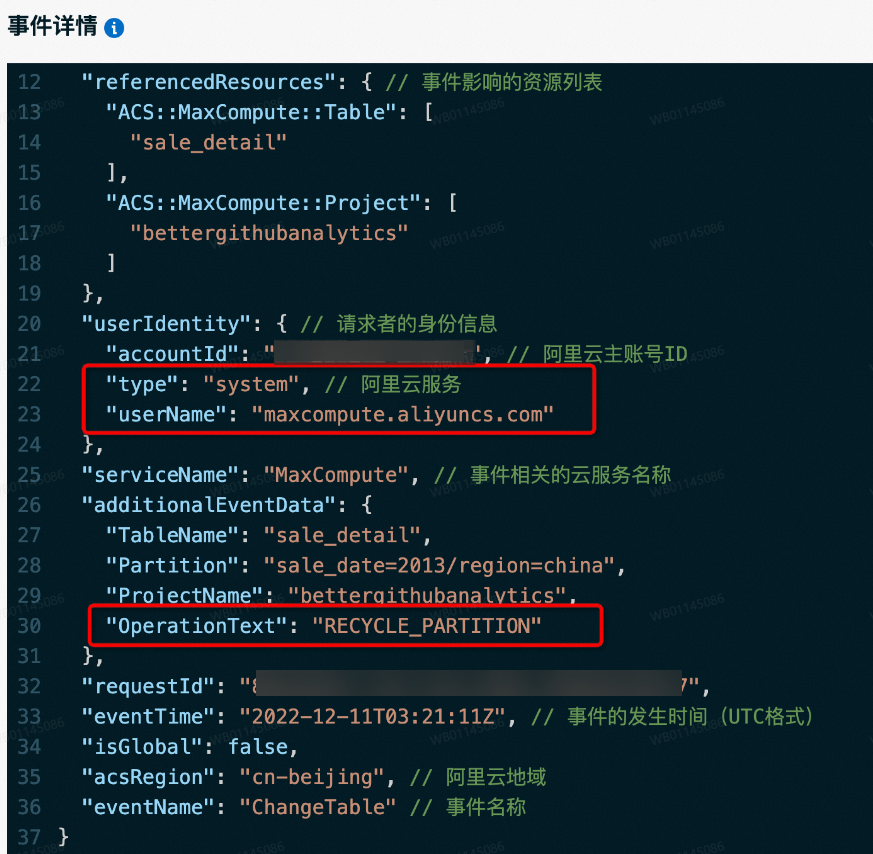 事件详情 i
12 "referencedResources": { // 事件影响的资源列表
13 "ACS::MaxCompute::Table": [
14 "sale_detail"
15 ],
16 "ACS::MaxCompute::Project": [
17 "bettergithubanalytics"
18 ]
19 },
20 "userIdentity": { // 请求者的身份信息
21 "accountId": " ", // 阿里云主账号ID
22 "type": "system", // 阿里云服务
23 "userName": "maxcompute.aliyuncs.com"
24 },
25 "serviceName": "MaxCompute", // 事件相关的云服务名称
26 "additionalEventData": {
27 "TableName": "sale_detail",
28 "Partition": "sale_date=2013/region=china",
29 "ProjectName": "bettergithubanalytics",
30 "OperationText": "RECYCLE_PARTITION"
31 },
32 "requestId": "8 7",
33 "eventTime": "2022-12-11T03:21:11Z", // 事件的发生时间（UTC格式）
34 "isGlobal": false,
35 "acsRegion": "cn-beijing", // 阿里云地域
36 "eventName": "ChangeTable" // 事件名称
37 }
WB01145086